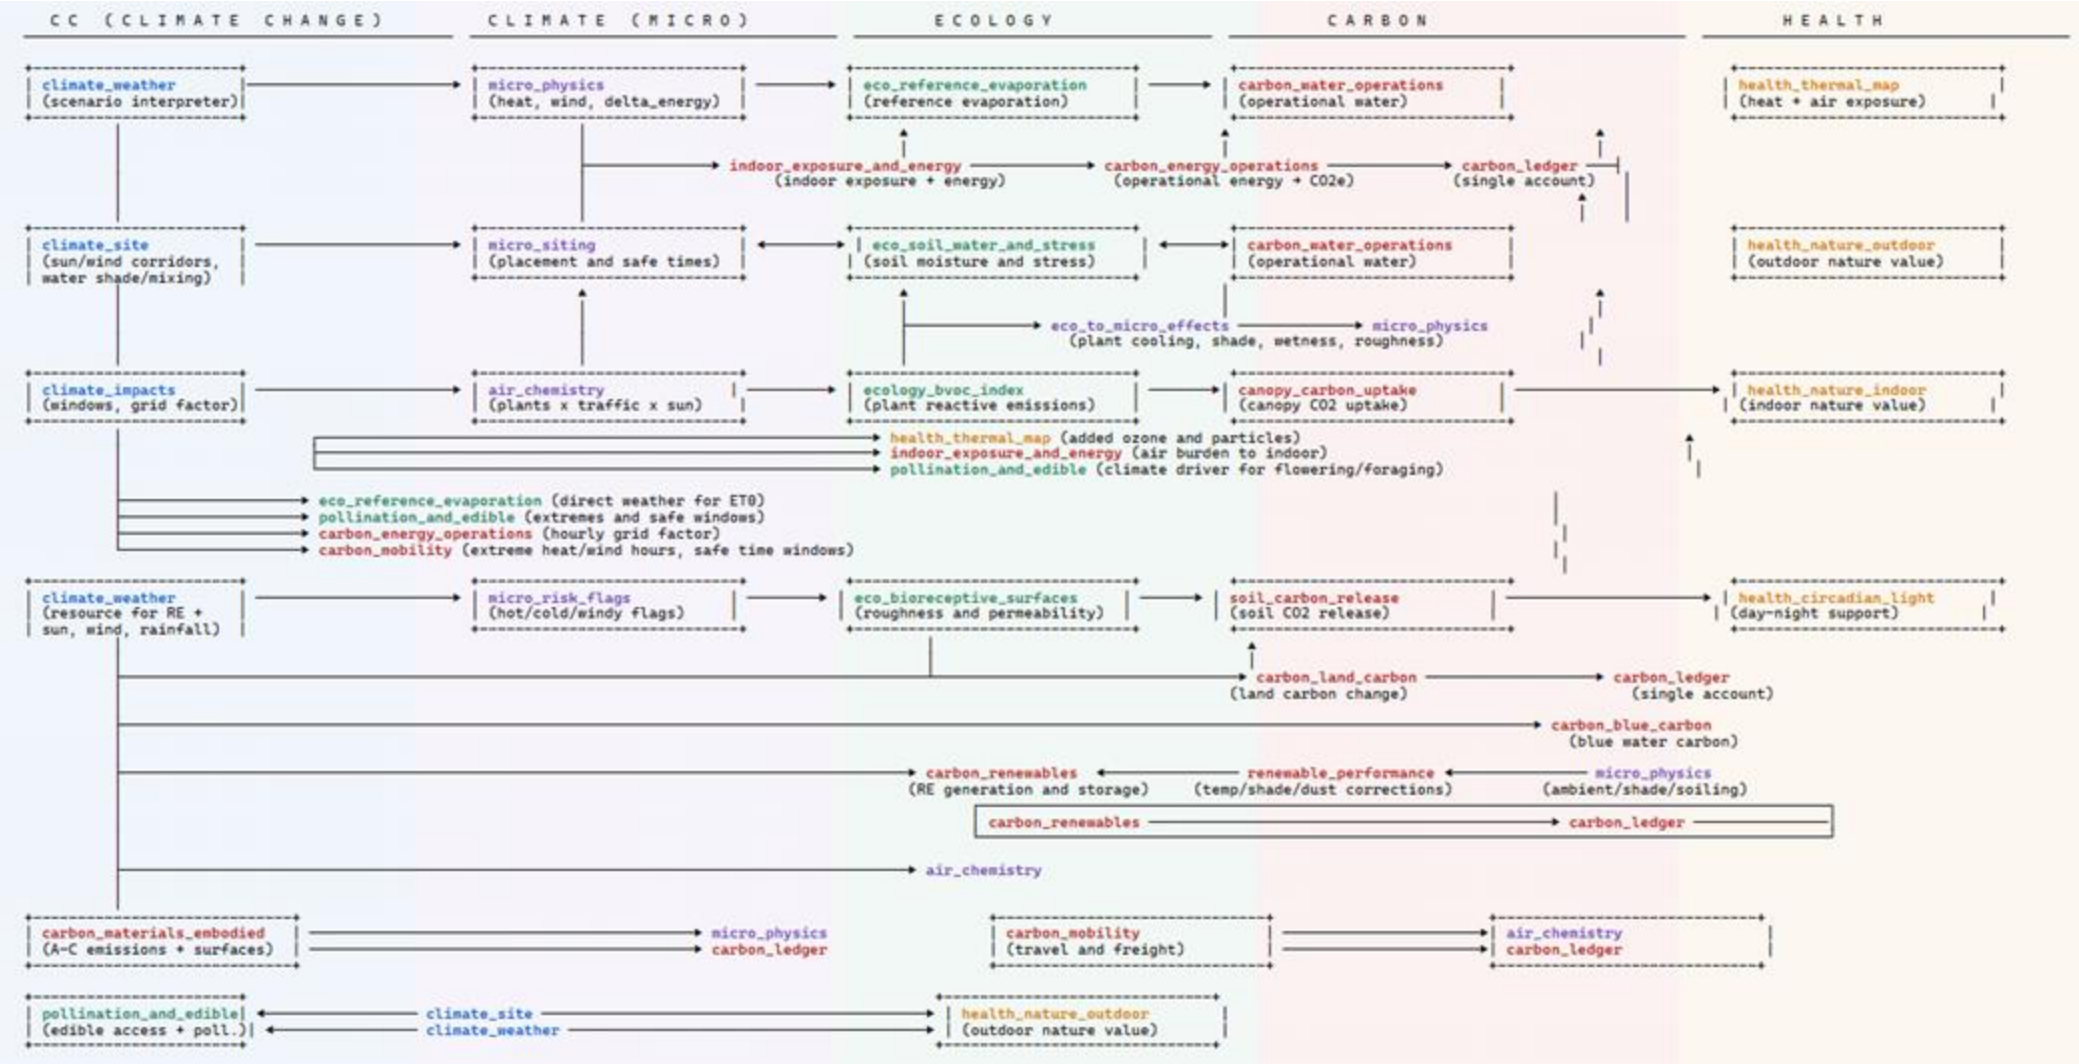 CC (CLIMATE CHANGE) CLIMATE (MICRO) ECOLOGY CARBON HEALTH
climate_weather micro_physics eco_reference_evaporation carbon_water_operations health_thermal_map
(scenario interpreter) (heat, wind, delta_energy) (reference evaporation) (operational water) (heat + air exposure)
indoor_exposure_and_energy carbon_energy_operations carbon_ledger
(indoor exposure + energy) (operational energy + CO2e) (single account)
climate_site micro_siting eco_soil_water_and_stress carbon_water_operations health_nature_outdoor
(sun/wind corridors, (placement and safe times) (soil moisture and stress) (operational water) (outdoor nature value)
water shade/mixing)
eco_to_micro_effects micro_physics
(plant cooling, shade, wetness, roughness)
climate_impacts air_chemistry ecology_bvoc_index canopy_carbon_uptake health_nature_indoor
(windows, grid factor) (plants x traffic x sun) (plant reactive emissions) (canopy CO2 uptake) (indoor nature value)
health_thermal_map (added ozone and particles)
indoor_exposure_and_energy (air burden to indoor)
pollination_and_edible (climate driver for flowering/foraging)
eco_reference_evaporation (direct weather for ET0)
pollination_and_edible (extremes and safe windows)
carbon_energy_operations (hourly grid factor)
carbon_mobility (extreme heat/wind hours, safe time windows)
climate_weather micro_risk_flags eco_bioreceptive_surfaces soil_carbon_release health_circadian_light
(resource for RE + (hot/cold/windy flags) (roughness and permeability) (soil CO2 release) (day-night support)
sun, wind, rainfall)
carbon_land_carbon carbon_ledger
(land carbon change) (single account)
carbon_blue_carbon
(blue water carbon)
carbon_renewables renewable_performance micro_physics
(RE generation and storage) (temp/shade/dust corrections) (ambient/shade/soiling)
carbon_renewables carbon_ledger
air_chemistry
carbon_materials_embodied micro_physics carbon_mobility air_chemistry
(A-C emissions + surfaces) carbon_ledger (travel and freight) carbon_ledger
pollination_and_edible climate_site health_nature_outdoor
(edible access + poll.) climate_weather (outdoor nature value)